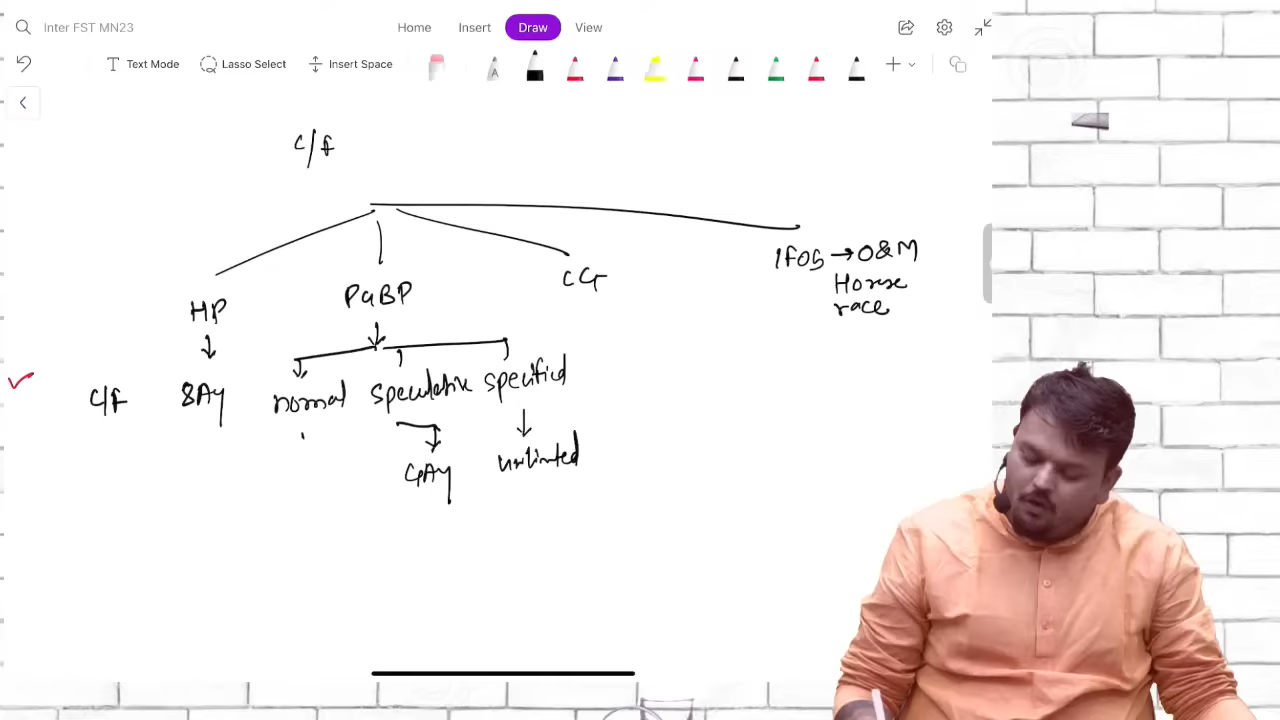 Inter FST MN23
Home Insert Draw View
Text Mode Lasso Select Insert Space
A
c/f
HP
PGBP
CG
IFOS → O&M
Horse
race
C/F 8AY normal speculative specified
4AY
unlimited